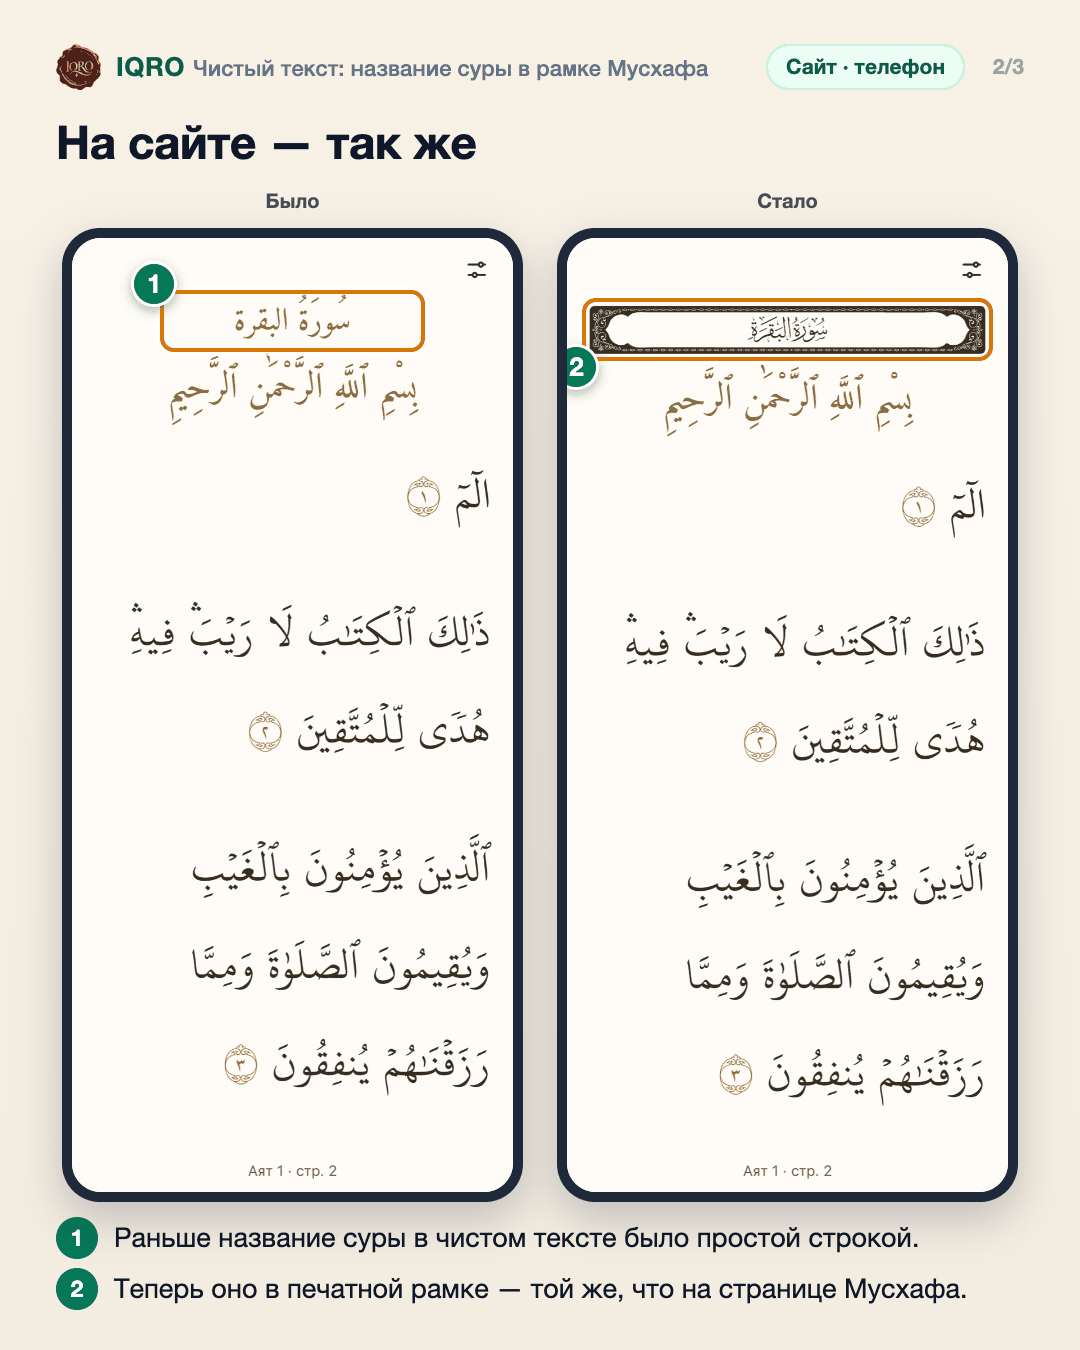 IQRO
IQRO Чистый текст: название суры в рамке Мусхафа
Сайт · телефон
2/3
На сайте — так же
Было
1
سُورَةُ البقرة
بِسْمِ ٱللَّهِ ٱلرَّحْمَٰنِ ٱلرَّحِيمِ
الٓمٓ ١
ذَٰلِكَ ٱلْكِتَـٰبُ لَا رَيْبَ ۛ فِيهِ ۛ
هُدًى لِّلْمُتَّقِينَ ٢
ٱلَّذِينَ يُؤْمِنُونَ بِٱلْغَيْبِ
وَيُقِيمُونَ ٱلصَّلَوٰةَ وَمِمَّا
رَزَقْنَـٰهُمْ يُنفِقُونَ ٣
Аят 1 · стр. 2
Стало
سُورَةُ البَقَرَةِ
2
بِسْمِ ٱللَّهِ ٱلرَّحْمَٰنِ ٱلرَّحِيمِ
الٓمٓ ١
ذَٰلِكَ ٱلْكِتَـٰبُ لَا رَيْبَ ۛ فِيهِ ۛ
هُدًى لِّلْمُتَّقِينَ ٢
ٱلَّذِينَ يُؤْمِنُونَ بِٱلْغَيْبِ
وَيُقِيمُونَ ٱلصَّلَوٰةَ وَمِمَّا
رَزَقْنَـٰهُمْ يُنفِقُونَ ٣
Аят 1 · стр. 2
1 Раньше название суры в чистом тексте было простой строкой.
2 Теперь оно в печатной рамке — той же, что на странице Мусхафа.